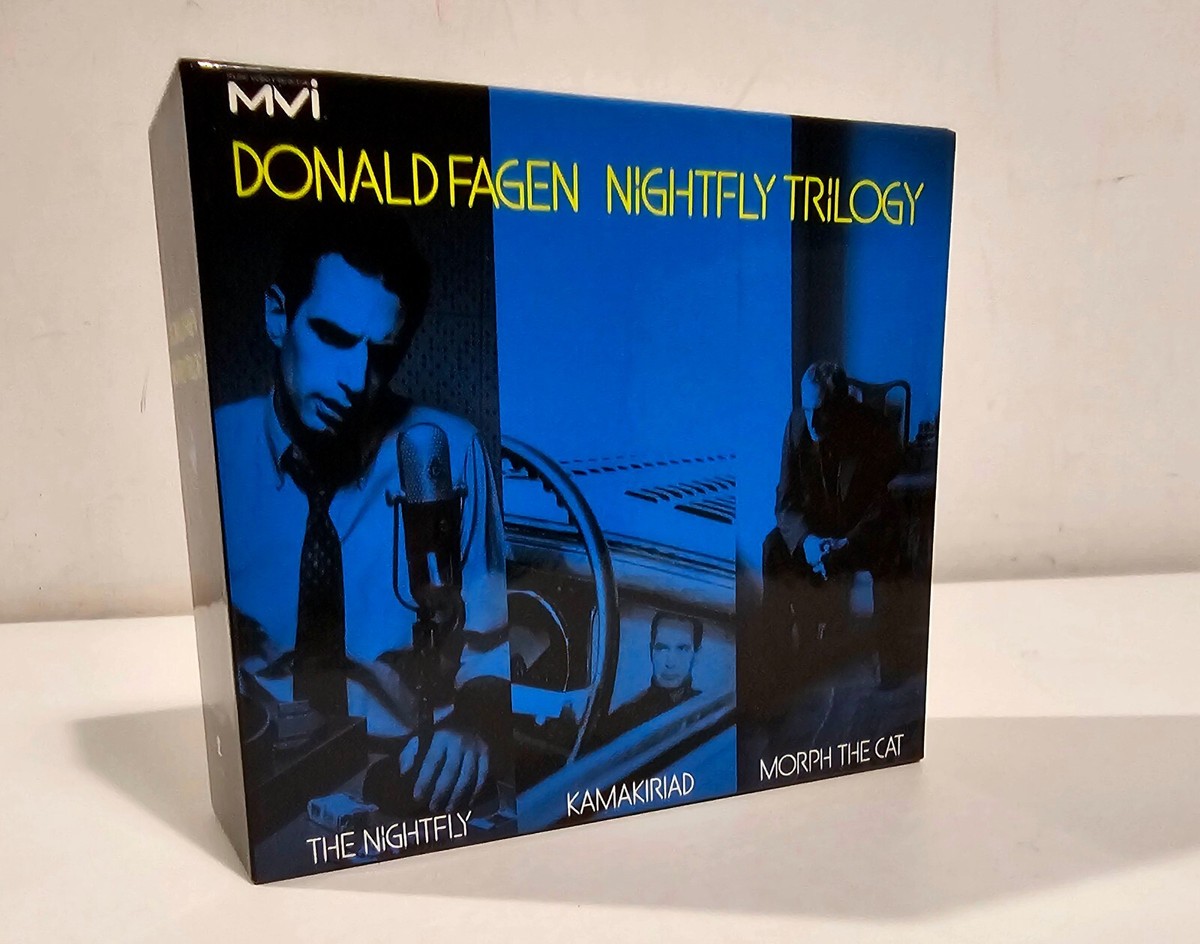 MVi
DONALD FAGEN NiGHTFLY TRiLOGY
THE NiGHTFLY
KAMAKIRIAD
MORPH THE CAT